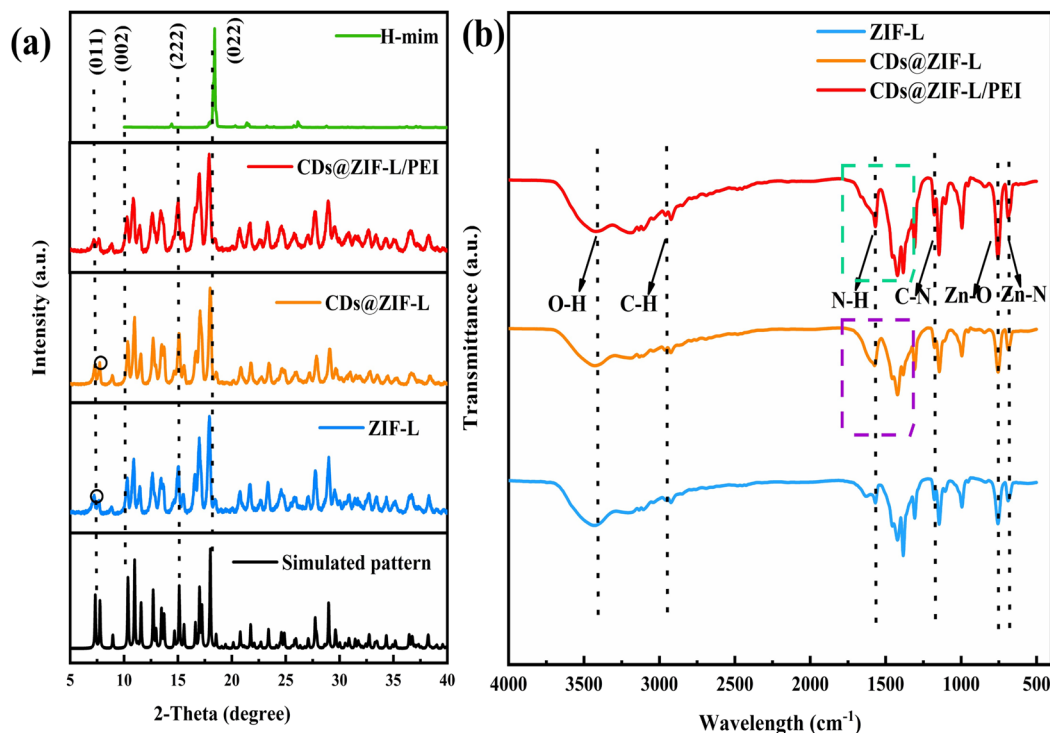 (a)
(011)
(002)
(222)
(022)
H-mim
CDs@ZIF-L/PEI
CDs@ZIF-L
ZIF-L
Simulated pattern
Intensity (a.u.)
5 10 15 20 25 30 35 40
2-Theta (degree)
(b)
ZIF-L
CDs@ZIF-L
CDs@ZIF-L/PEI
O-H
C-H
N-H
C-N
Zn-O
Zn-N
Transmittance (a.u.)
4000 3500 3000 2500 2000 1500 1000 500
Wavelength (cm⁻¹)